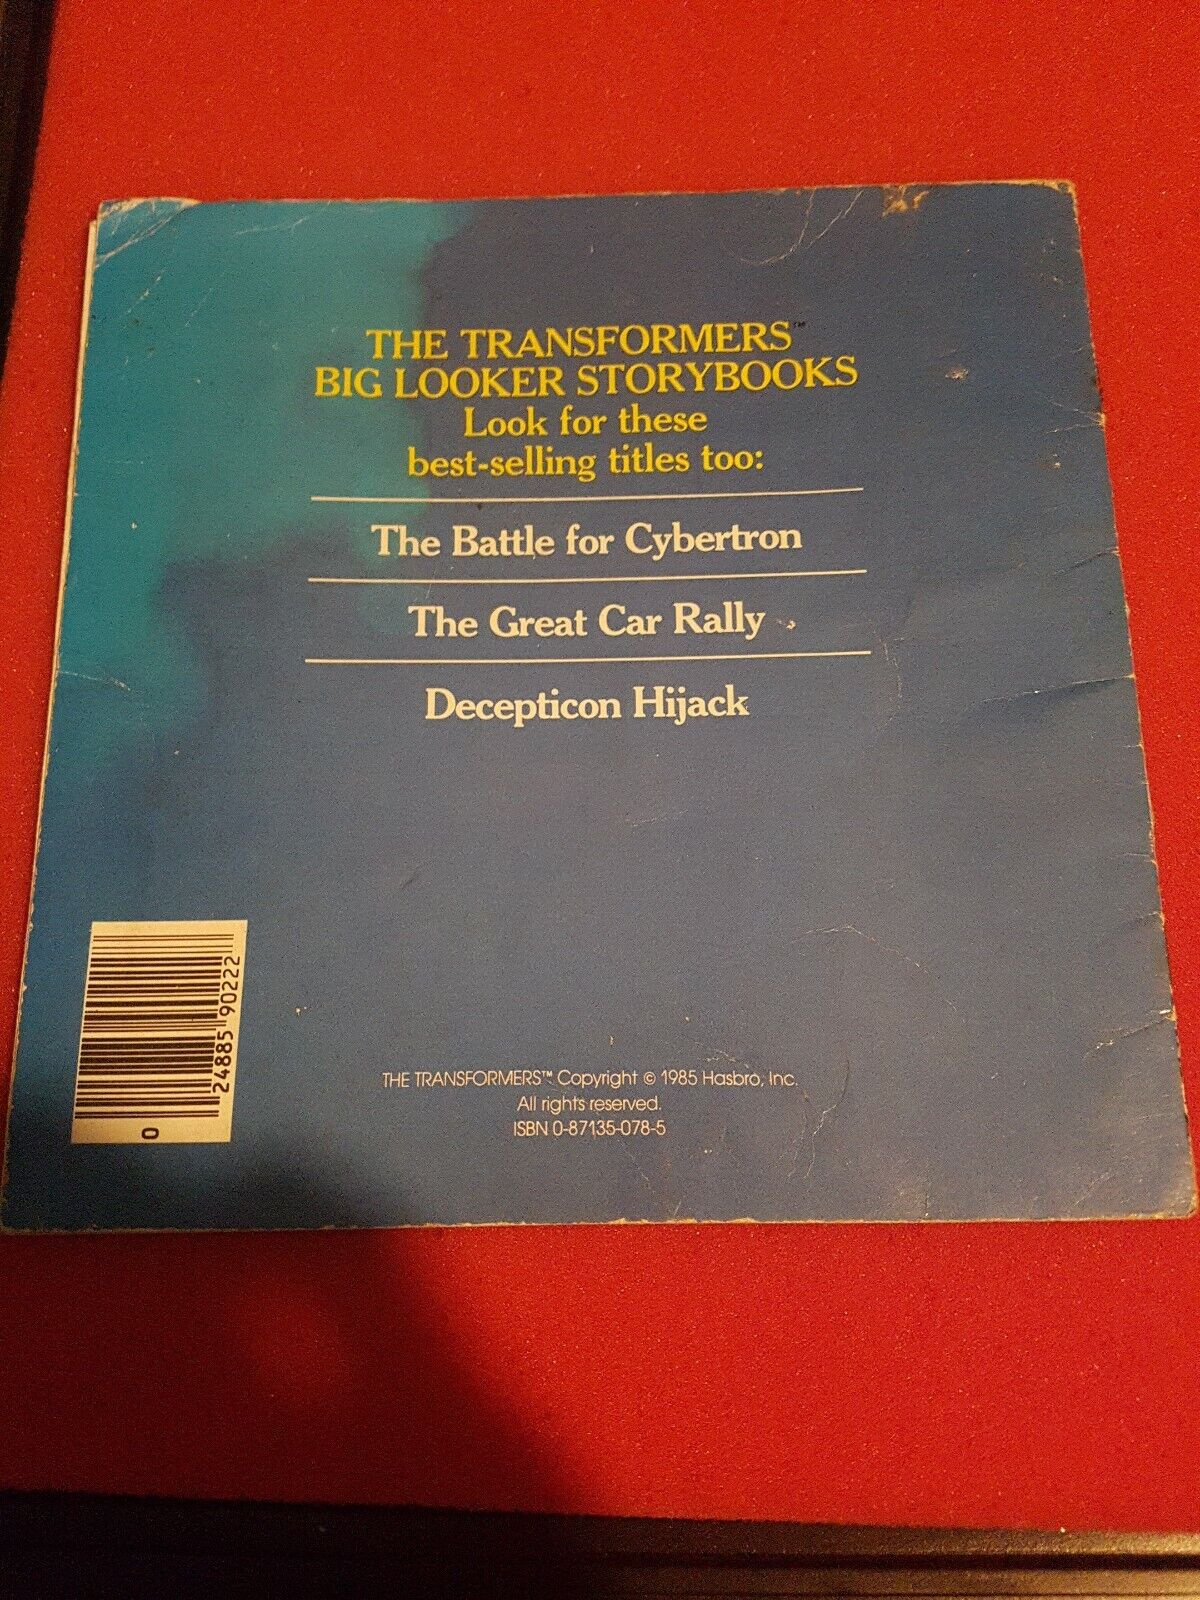 THE TRANSFORMERS™
BIG LOOKER STORYBOOKS
Look for these
best-selling titles too:
The Battle for Cybertron
The Great Car Rally
Decepticon Hijack
0 24885 90222
THE TRANSFORMERS™ Copyright © 1985 Hasbro, Inc.
All rights reserved.
ISBN 0-87135-078-5